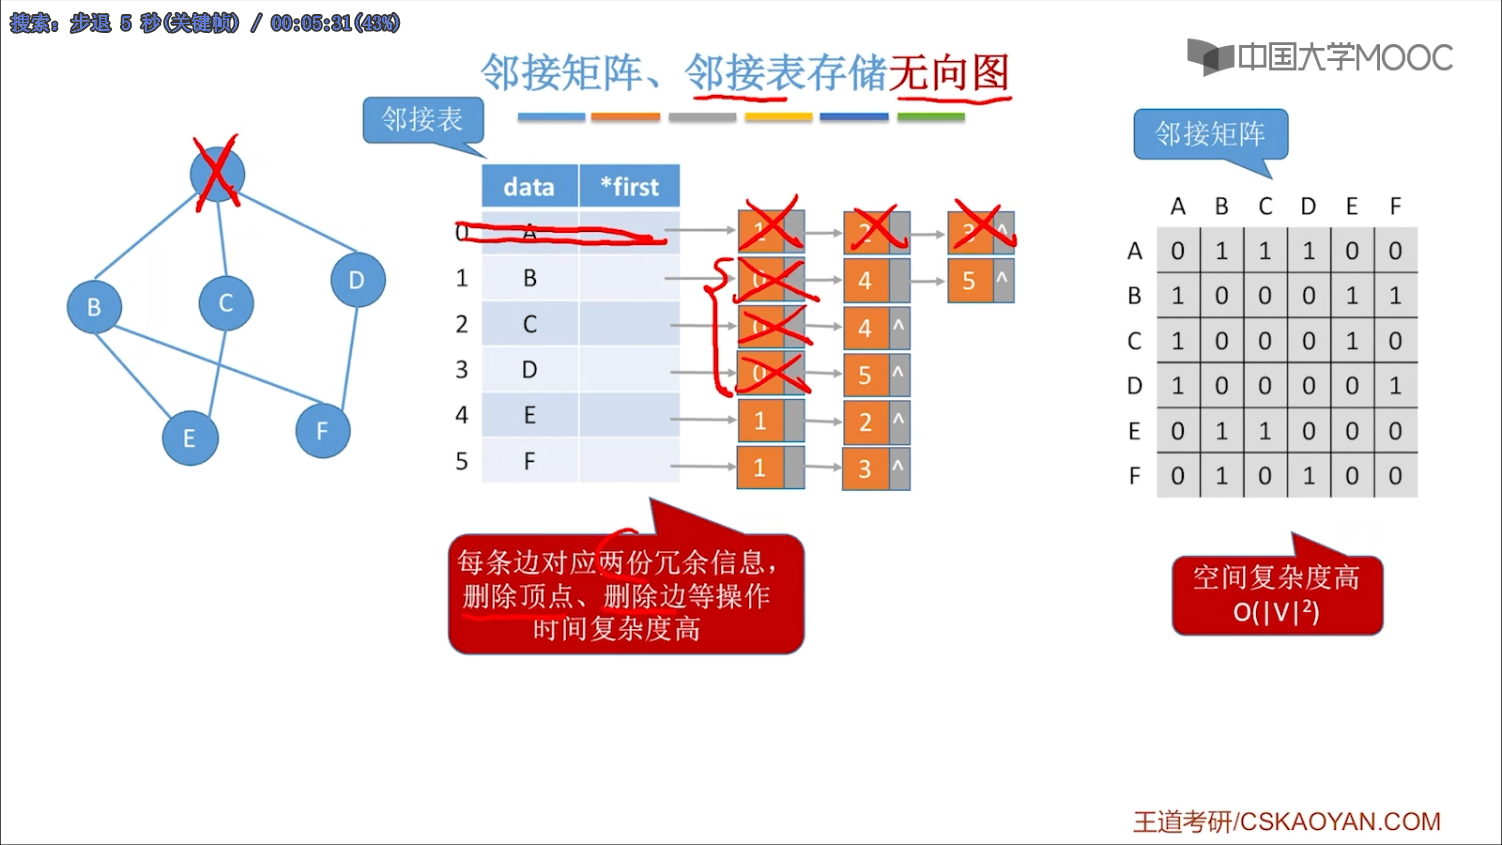 搜索: 步退 5 秒(关键帧) / 00:05:31(43%)
中国大学MOOC
邻接矩阵、邻接表存储无向图
邻接表
data *first
0 A 1 2 3 ^
1 B 0 4 5 ^
2 C 0 4 ^
3 D 0 5 ^
4 E 1 2 ^
5 F 1 3 ^
B
C
D
E
F
每条边对应两份冗余信息，
删除顶点、删除边等操作
时间复杂度高
邻接矩阵
A B C D E F
A 0 1 1 1 0 0
B 1 0 0 0 1 1
C 1 0 0 0 1 0
D 1 0 0 0 0 1
E 0 1 1 0 0 0
F 0 1 0 1 0 0
空间复杂度高
O(|V|²)
王道考研/CSKAOYAN.COM